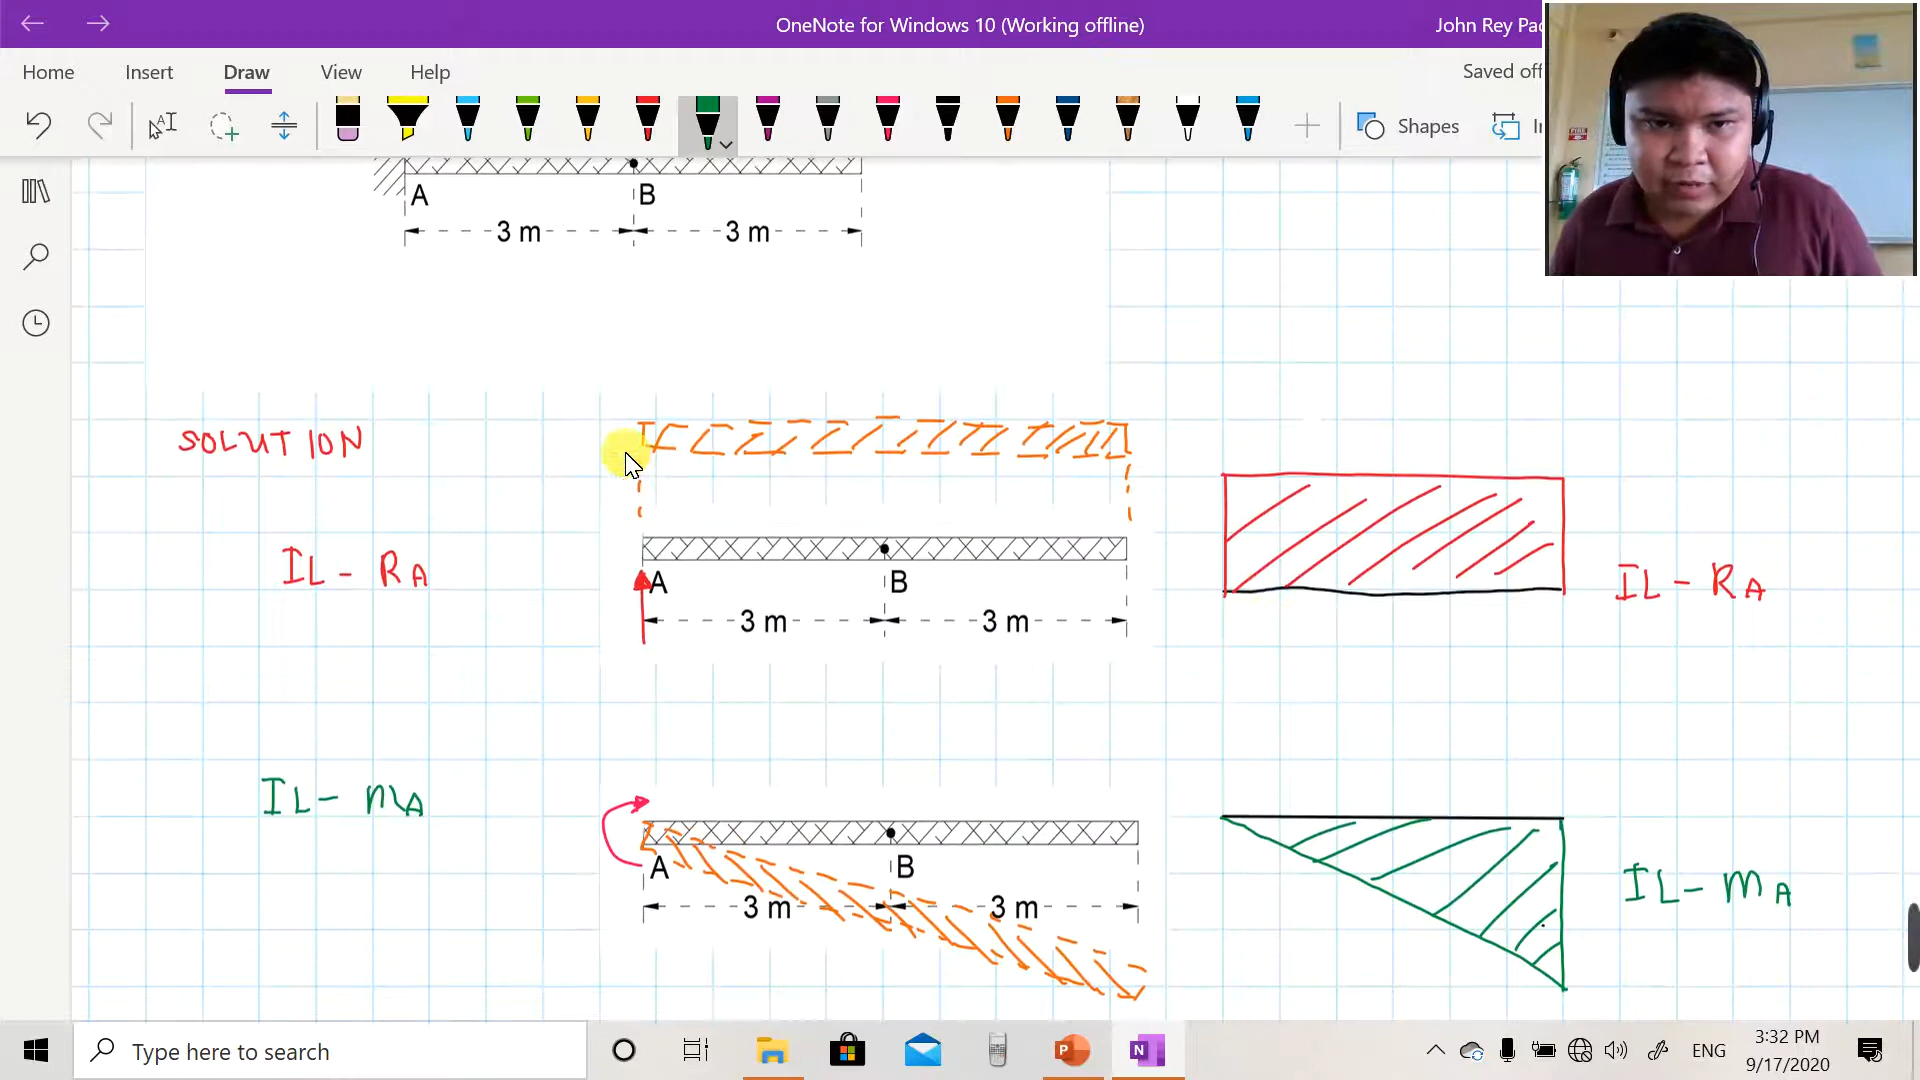 OneNote for Windows 10 (Working offline)
John Rey Pa
Home Insert Draw View Help
Saved of
Shapes
A B
3 m 3 m
SOLUTION
IL - RA
A B
3 m 3 m
IL - RA
IL - MA
A B
3 m 3 m
IL - MA
FIRE
Type here to search
ENG
3:32 PM
9/17/2020